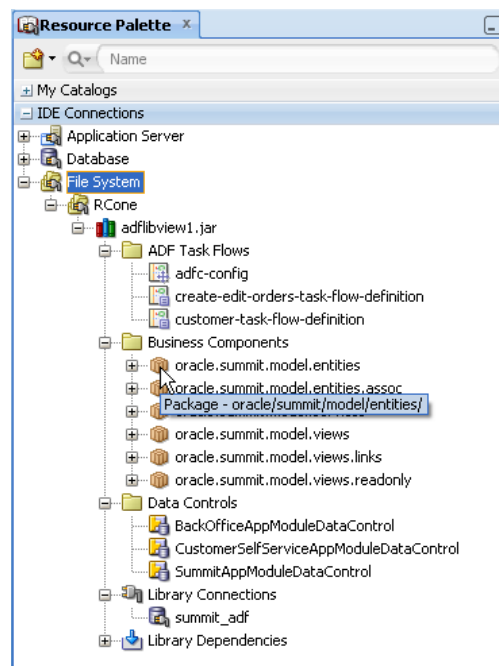 Resource Palette
Name
My Catalogs
IDE Connections
Application Server
Database
File System
RCone
adflibview1.jar
ADF Task Flows
adfc-config
create-edit-orders-task-flow-definition
customer-task-flow-definition
Business Components
oracle.summit.model.entities
oracle.summit.model.entities.assoc
Package - oracle/summit/model/entities/
oracle.summit.model.views
oracle.summit.model.views.links
oracle.summit.model.views.readonly
Data Controls
BackOfficeAppModuleDataControl
CustomerSelfServiceAppModuleDataControl
SummitAppModuleDataControl
Library Connections
summit_adf
Library Dependencies